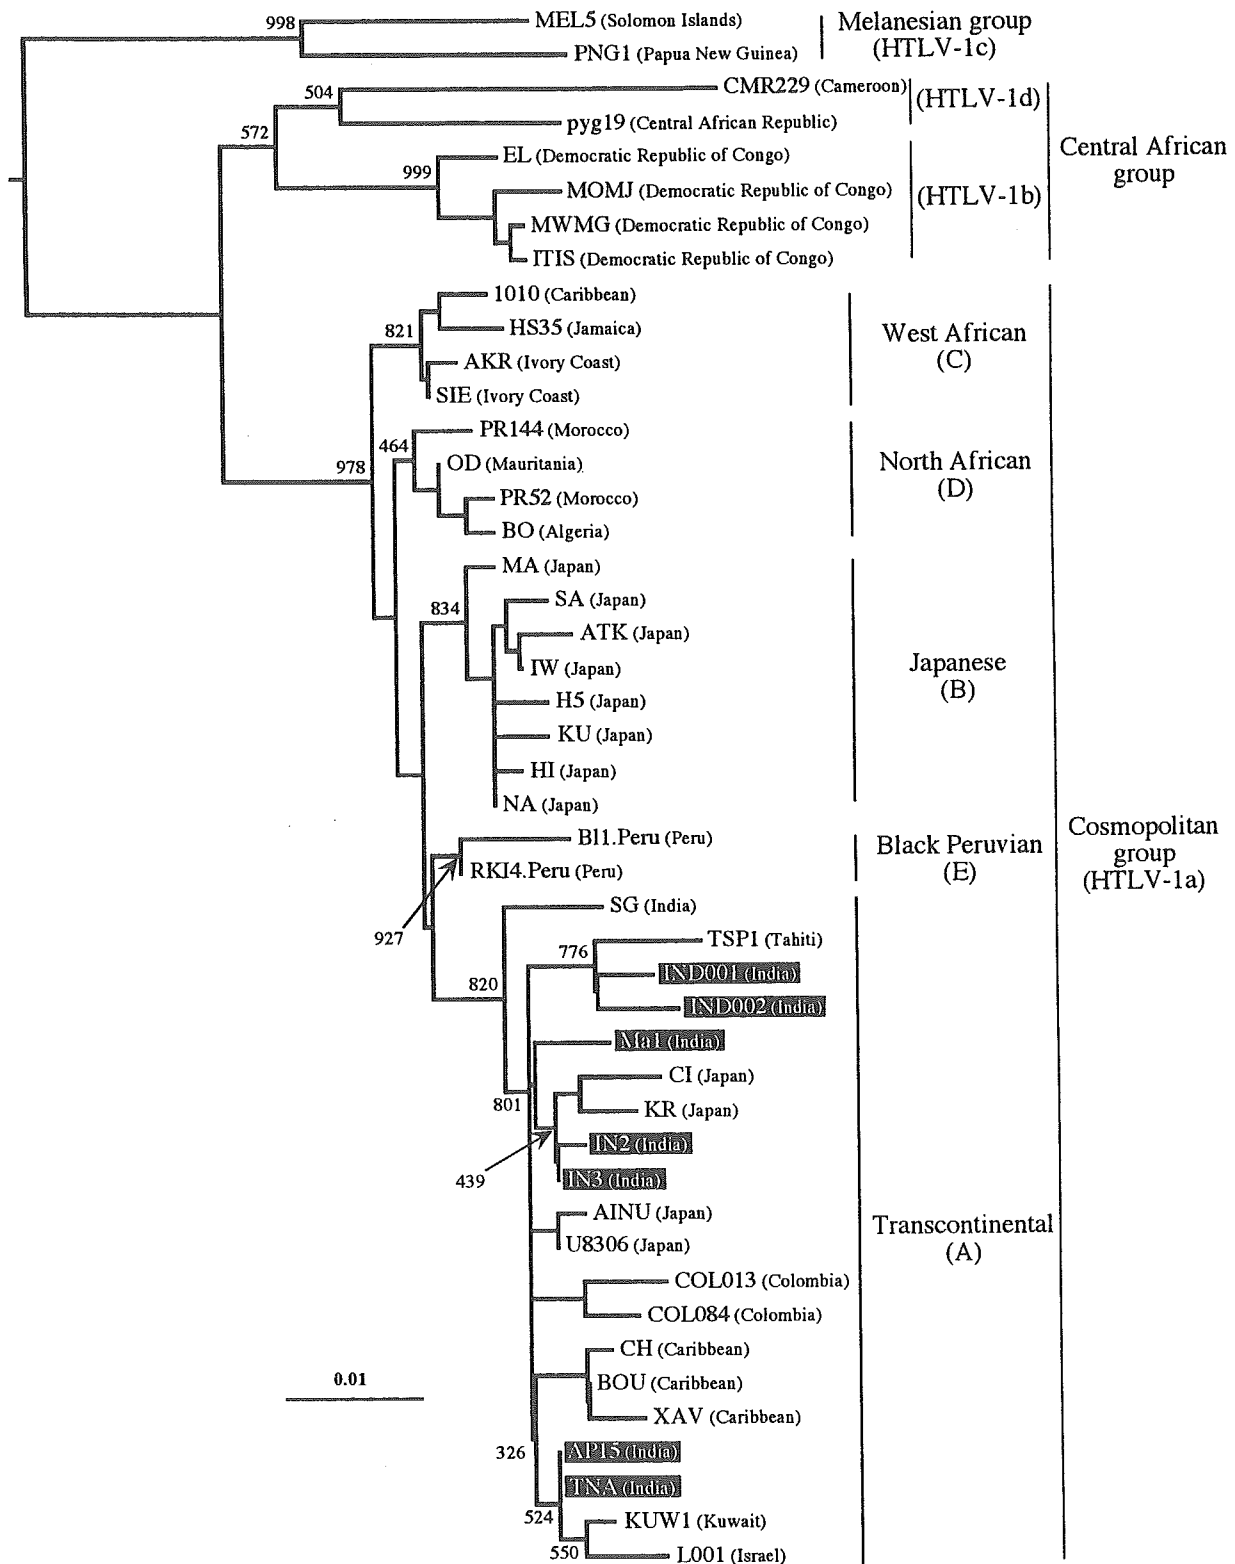 998
MEL5 (Solomon Islands)
PNG1 (Papua New Guinea)
Melanesian group
(HTLV-1c)
504
CMR229 (Cameroon)
(HTLV-1d)
pyg19 (Central African Republic)
572
EL (Democratic Republic of Congo)
999
MOMJ (Democratic Republic of Congo)
MWMG (Democratic Republic of Congo)
ITIS (Democratic Republic of Congo)
(HTLV-1b)
Central African
group
1010 (Caribbean)
821
HS35 (Jamaica)
AKR (Ivory Coast)
SIE (Ivory Coast)
West African
(C)
PR144 (Morocco)
464
978
OD (Mauritania)
PR52 (Morocco)
BO (Algeria)
North African
(D)
MA (Japan)
834
SA (Japan)
ATK (Japan)
IW (Japan)
H5 (Japan)
KU (Japan)
HI (Japan)
NA (Japan)
Japanese
(B)
Bl1.Peru (Peru)
RKI4.Peru (Peru)
927
Black Peruvian
(E)
Cosmopolitan
group
(HTLV-1a)
SG (India)
820
776
TSP1 (Tahiti)
IND001 (India)
IND002 (India)
Ma1 (India)
801
CI (Japan)
KR (Japan)
IN2 (India)
439
IN3 (India)
AINU (Japan)
U8306 (Japan)
Transcontinental
(A)
COL013 (Colombia)
COL084 (Colombia)
CH (Caribbean)
BOU (Caribbean)
XAV (Caribbean)
0.01
326
AP15 (India)
TNA (India)
524
KUW1 (Kuwait)
550
L001 (Israel)